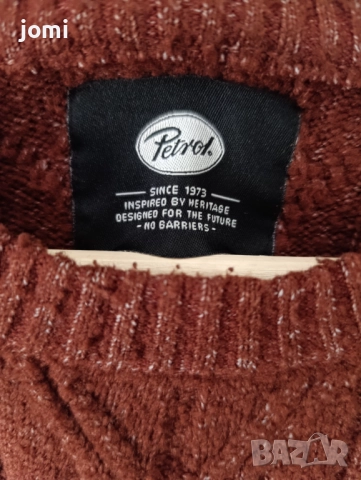 jomi
Petrol.
SINCE 1973
INSPIRED BY HERITAGE
DESIGNED FOR THE FUTURE
- NO BARRIERS -
BAZAR